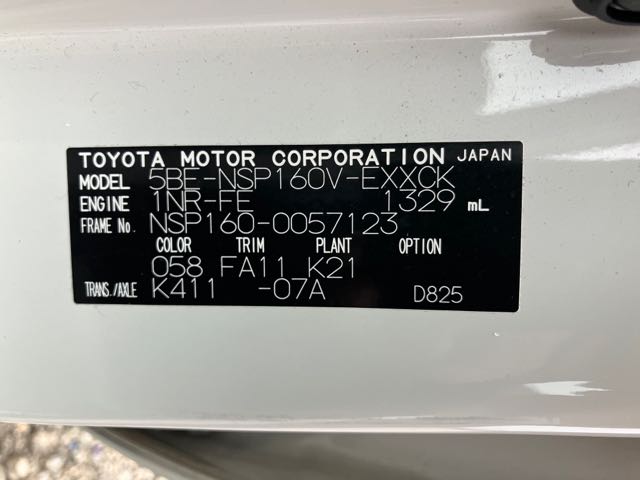 TOYOTA MOTOR CORPORATION JAPAN
MODEL 5BE-NSP160V-EXXCK
ENGINE 1NR-FE 1329 mL
FRAME No. NSP160-0057123
COLOR TRIM PLANT OPTION
058 FA11 K21
TRANS./AXLE K411 -07A D825